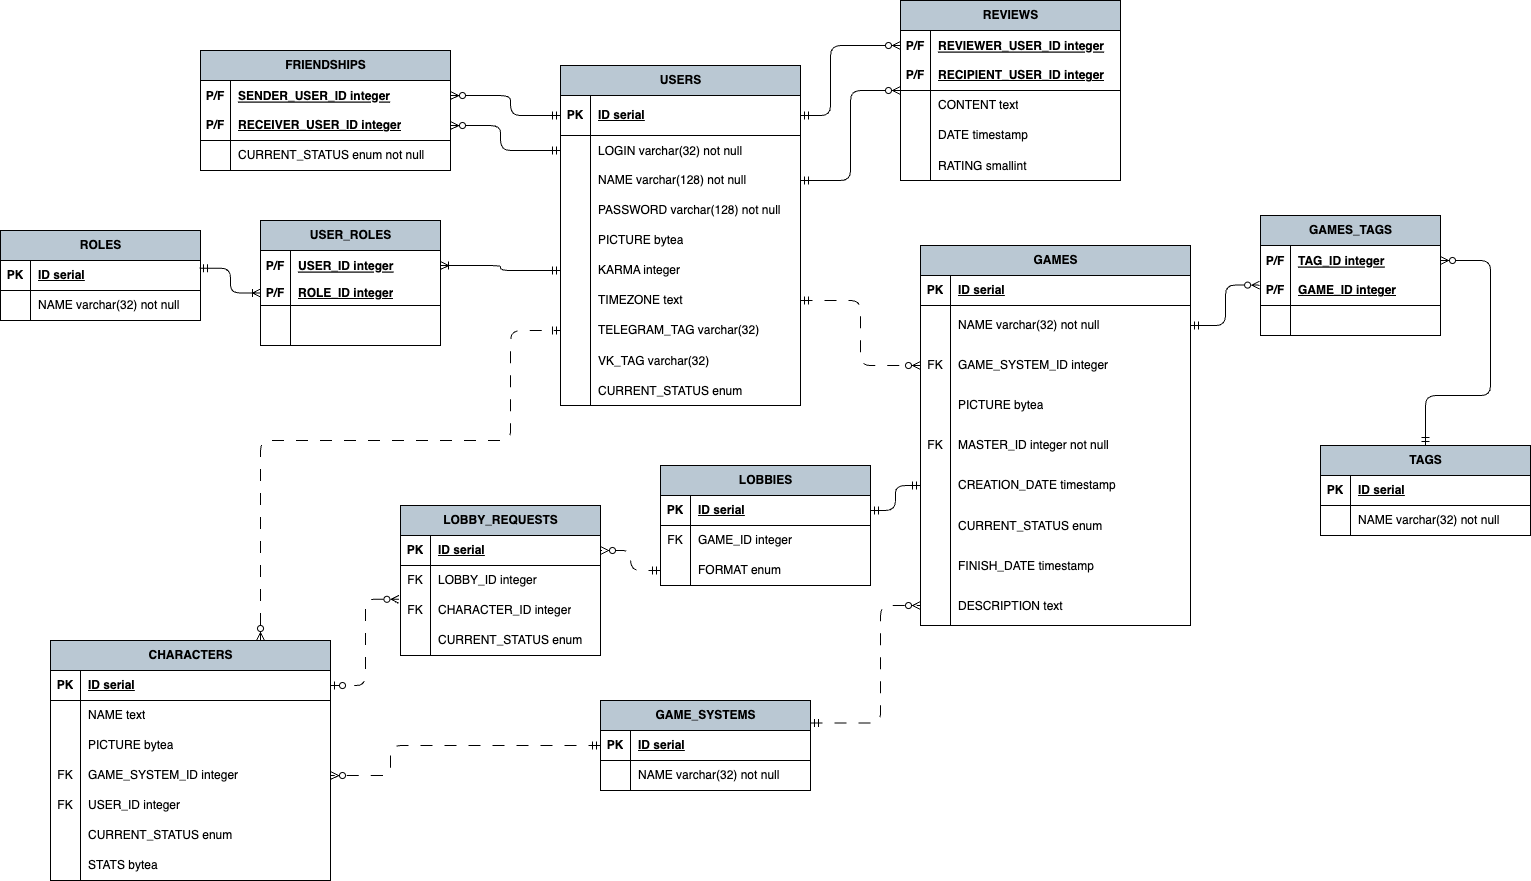 REVIEWS
P/F REVIEWER_USER_ID integer
P/F RECIPIENT_USER_ID integer
CONTENT text
DATE timestamp
RATING smallint
FRIENDSHIPS
P/F SENDER_USER_ID integer
P/F RECEIVER_USER_ID integer
CURRENT_STATUS enum not null
USERS
PK ID serial
LOGIN varchar(32) not null
NAME varchar(128) not null
PASSWORD varchar(128) not null
PICTURE bytea
KARMA integer
TIMEZONE text
TELEGRAM_TAG varchar(32)
VK_TAG varchar(32)
CURRENT_STATUS enum
ROLES
PK ID serial
NAME varchar(32) not null
USER_ROLES
P/F USER_ID integer
P/F ROLE_ID integer
GAMES
PK ID serial
NAME varchar(32) not null
FK GAME_SYSTEM_ID integer
PICTURE bytea
FK MASTER_ID integer not null
CREATION_DATE timestamp
CURRENT_STATUS enum
FINISH_DATE timestamp
DESCRIPTION text
GAMES_TAGS
P/F TAG_ID integer
P/F GAME_ID integer
TAGS
PK ID serial
NAME varchar(32) not null
LOBBIES
PK ID serial
FK GAME_ID integer
FORMAT enum
LOBBY_REQUESTS
PK ID serial
FK LOBBY_ID integer
FK CHARACTER_ID integer
CURRENT_STATUS enum
CHARACTERS
PK ID serial
NAME text
PICTURE bytea
FK GAME_SYSTEM_ID integer
FK USER_ID integer
CURRENT_STATUS enum
STATS bytea
GAME_SYSTEMS
PK ID serial
NAME varchar(32) not null